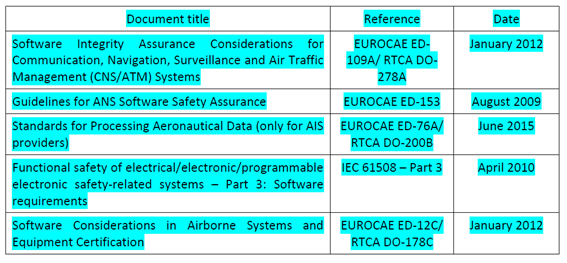 Document title Reference Date
Software Integrity Assurance Considerations for EUROCAE ED- January 2012
Communication, Navigation, Surveillance and Air Traffic 109A/ RTCA DO-
Management (CNS/ATM) Systems 278A
Guidelines for ANS Software Safety Assurance EUROCAE ED-153 August 2009
Standards for Processing Aeronautical Data (only for AIS EUROCAE ED-76A/ June 2015
providers) RTCA DO-200B
Functional safety of electrical/electronic/programmable IEC 61508 – Part 3 April 2010
electronic safety-related systems – Part 3: Software
requirements
Software Considerations in Airborne Systems and EUROCAE ED-12C/ January 2012
Equipment Certification RTCA DO-178C